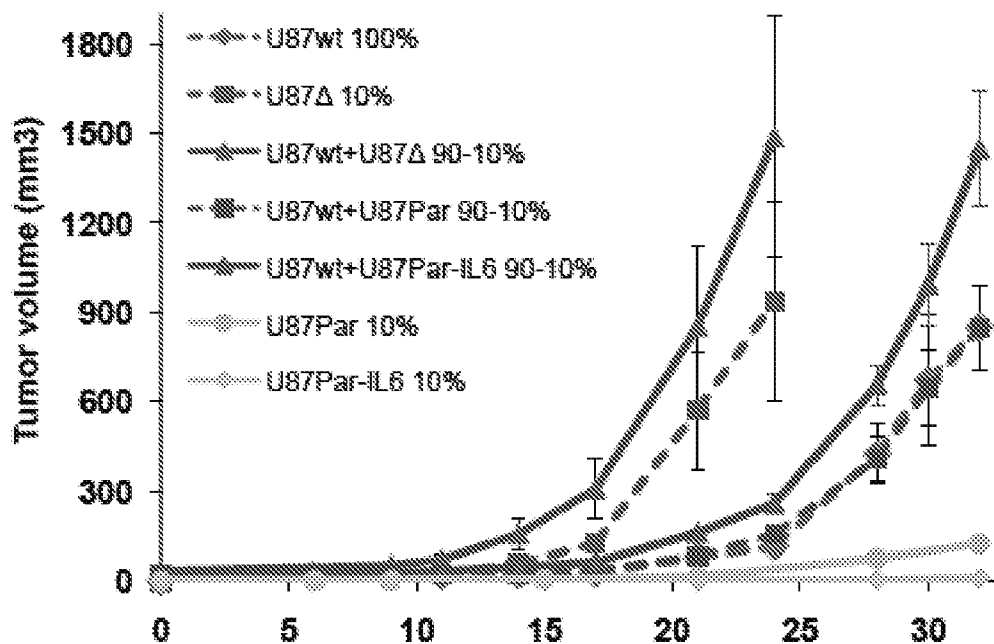 1800
1500
1200
900
600
300
0
Tumor volume (mm3)
U87wt 100%
U87Δ 10%
U87wt+U87Δ 90-10%
U87wt+U87Par 90-10%
U87wt+U87Par-IL6 90-10%
U87Par 10%
U87Par-IL6 10%
0 5 10 15 20 25 30